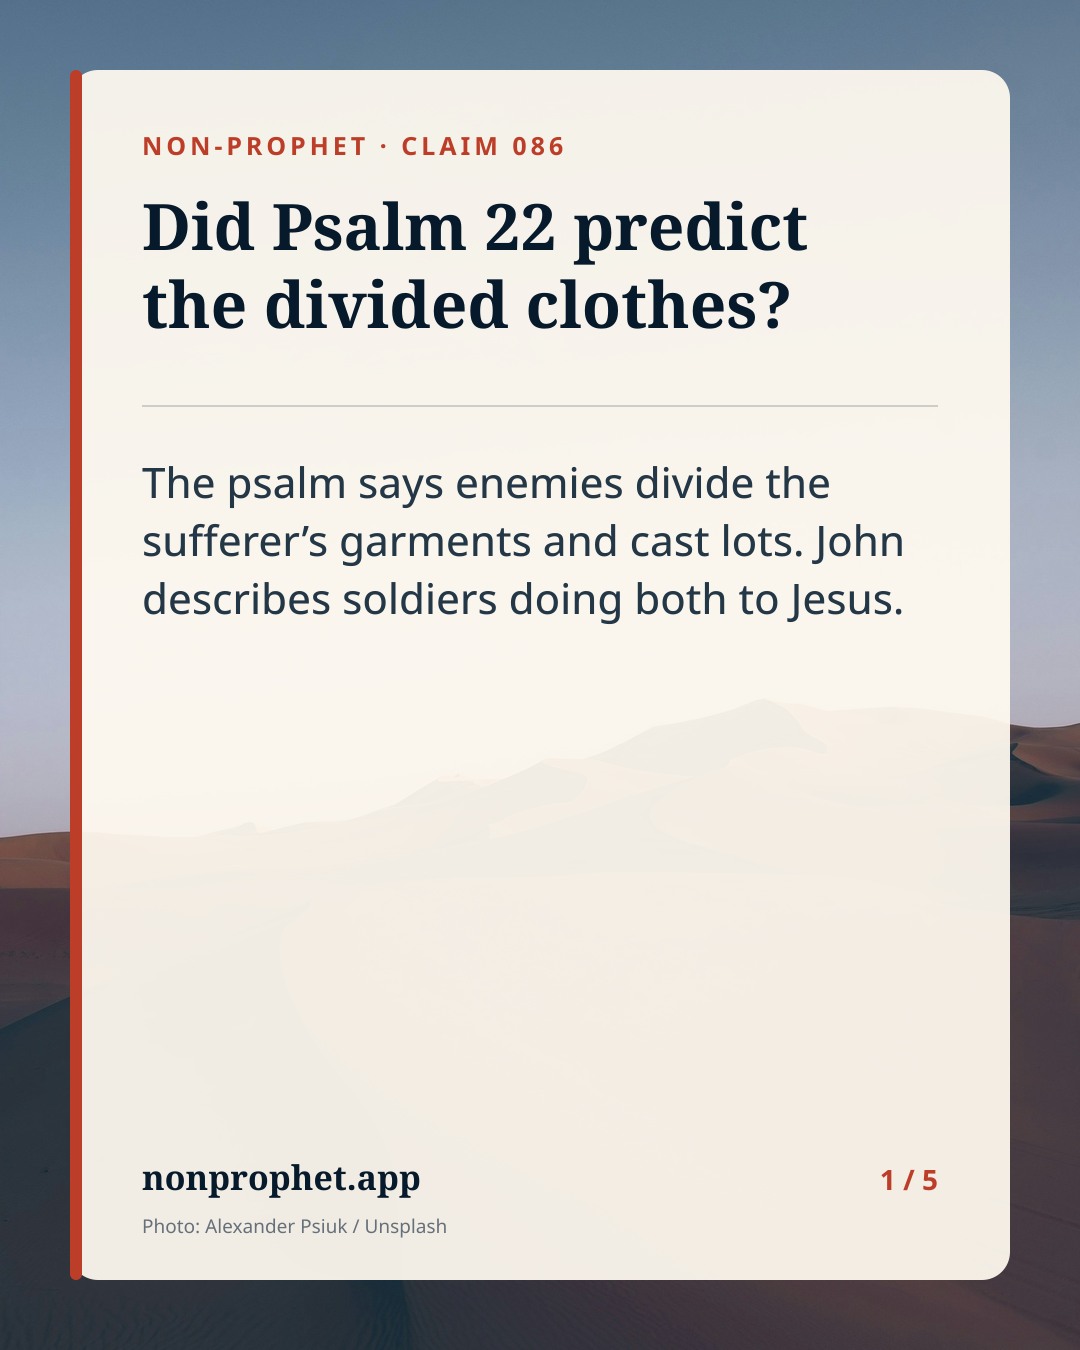 NON-PROPHET · CLAIM 086
Did Psalm 22 predict
the divided clothes?
The psalm says enemies divide the
sufferer’s garments and cast lots. John
describes soldiers doing both to Jesus.
nonprophet.app
1 / 5
Photo: Alexander Psiuk / Unsplash